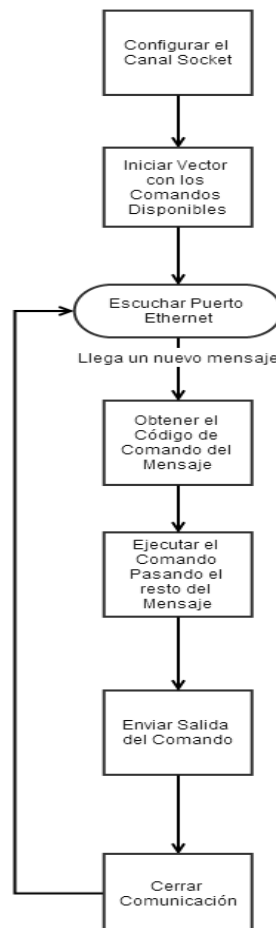 Configurar el
Canal Socket
Iniciar Vector
con los
Comandos
Disponibles
Escuchar Puerto
Ethernet
Llega un nuevo mensaje
Obtener el
Código de
Comando del
Mensaje
Ejecutar el
Comando
Pasando el
resto del
Mensaje
Enviar Salida
del Comando
Cerrar
Comunicación